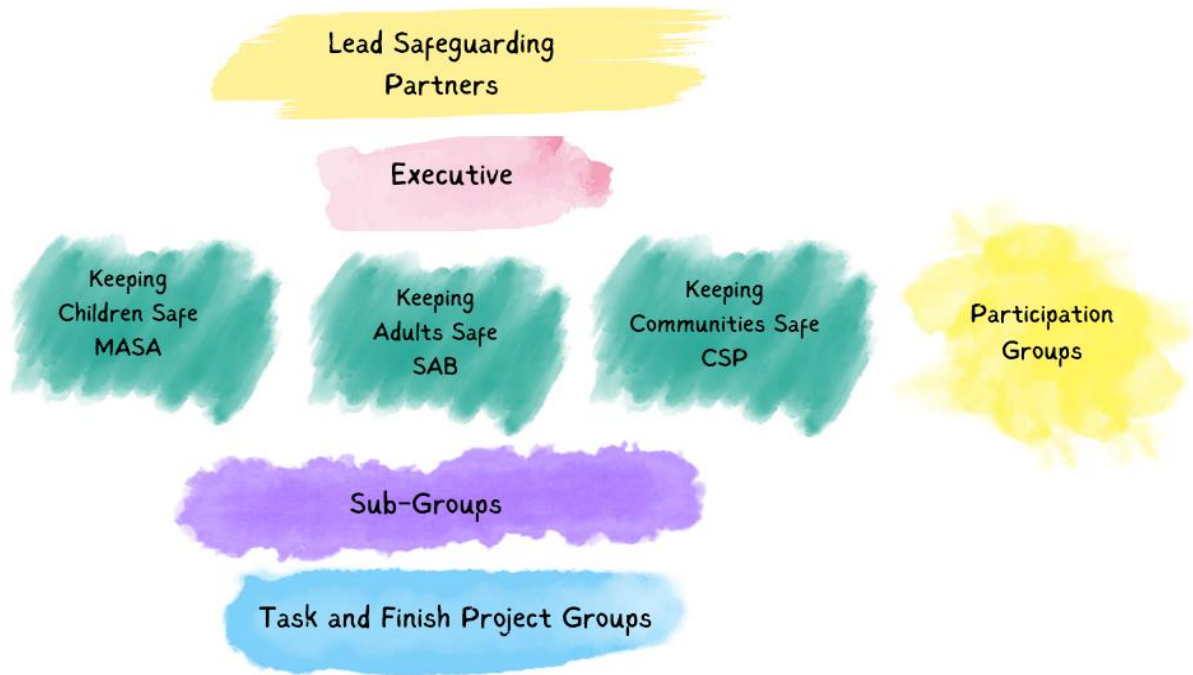 Lead Safeguarding
Partners
Executive
Keeping
Children Safe
MASA
Keeping
Adults Safe
SAB
Keeping
Communities Safe
CSP
Participation
Groups
Sub-Groups
Task and Finish Project Groups